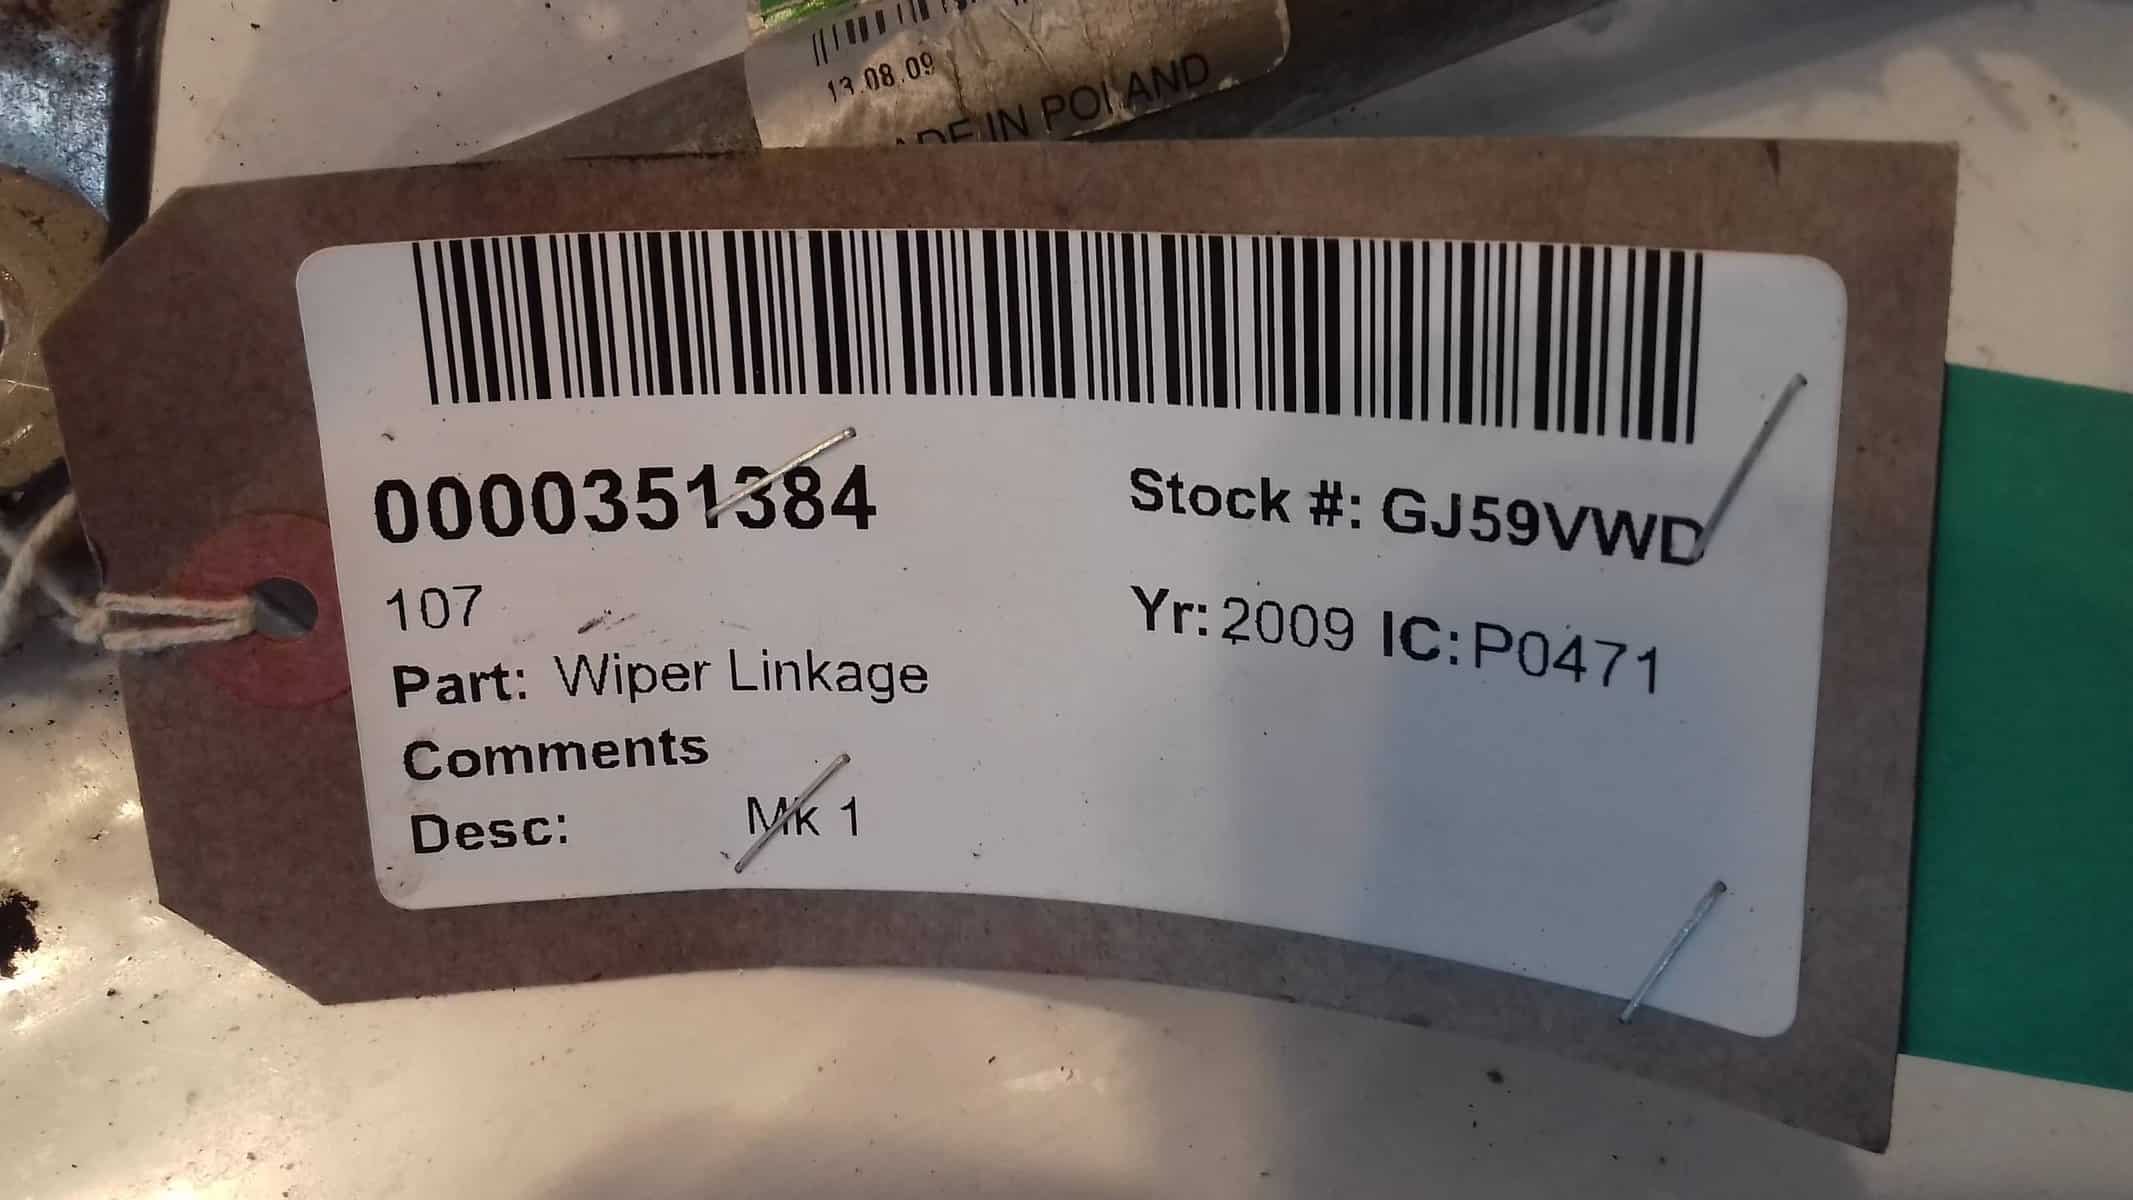 13.08.09
MADE IN POLAND
0000351384
Stock #: GJ59VWD
107
Yr: 2009 IC: P0471
Part: Wiper Linkage
Comments
Desc: Mk 1